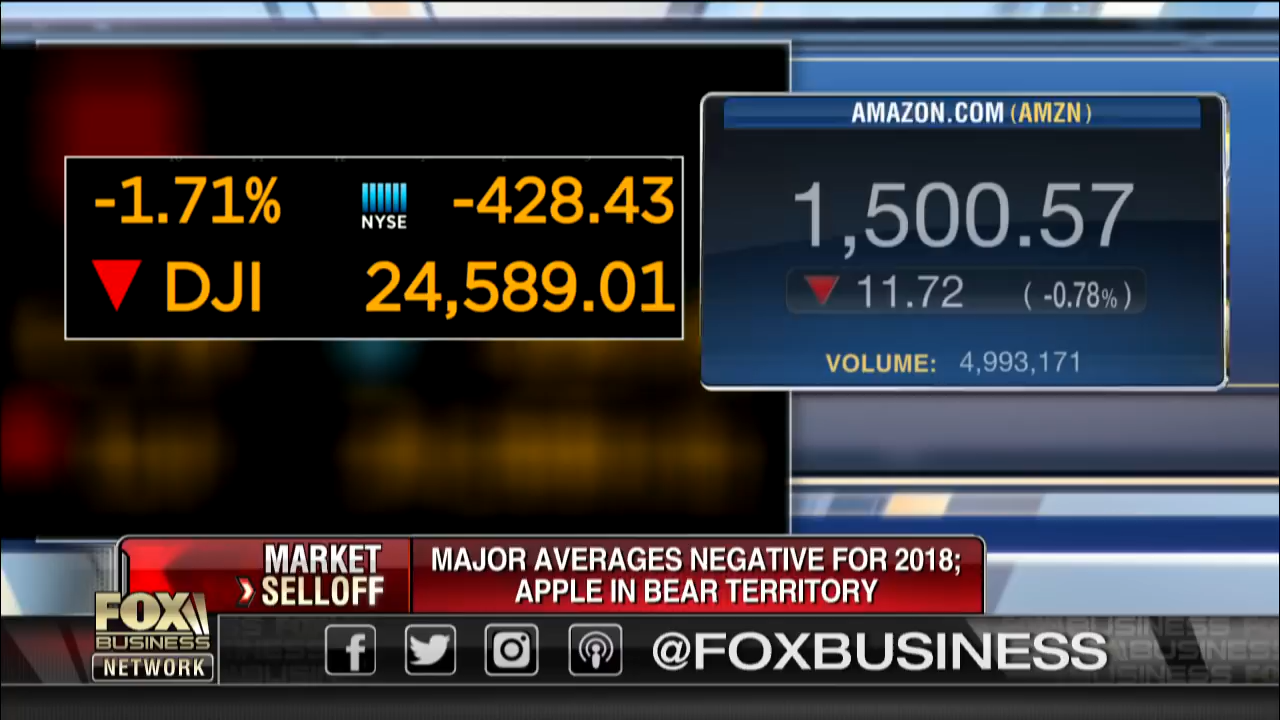 -1.71% NYSE -428.43
▼ DJI 24,589.01
AMAZON.COM (AMZN)
1,500.57
▼ 11.72 ( -0.78% )
VOLUME: 4,993,171
MARKET
SELLOFF
MAJOR AVERAGES NEGATIVE FOR 2018;
APPLE IN BEAR TERRITORY
FOX
BUSINESS
NETWORK
@FOXBUSINESS